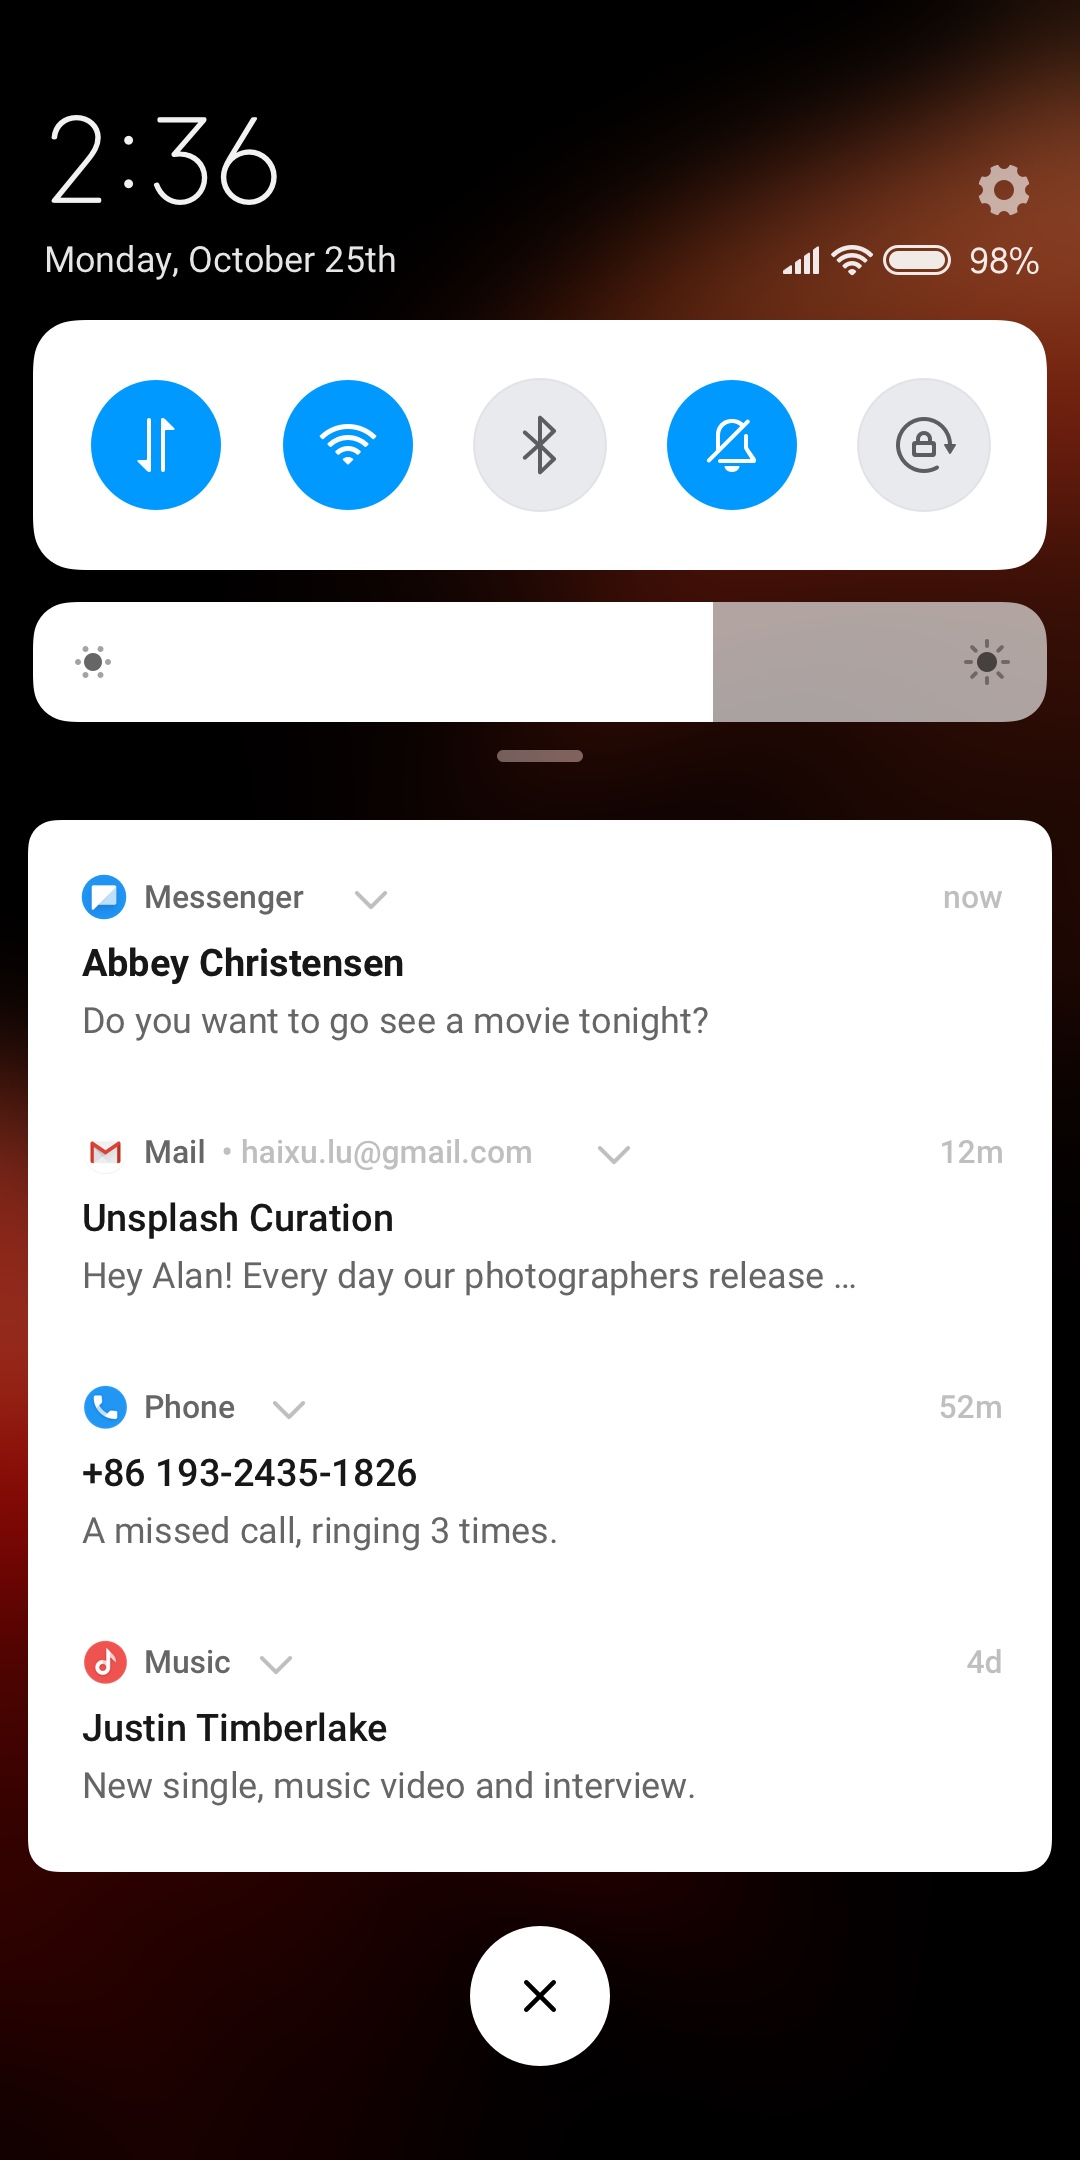 2:36
Monday, October 25th
98%
Messenger
now
Abbey Christensen
Do you want to go see a movie tonight?
Mail • haixu.lu@gmail.com
12m
Unsplash Curation
Hey Alan! Every day our photographers release ...
Phone
52m
+86 193-2435-1826
A missed call, ringing 3 times.
Music
4d
Justin Timberlake
New single, music video and interview.